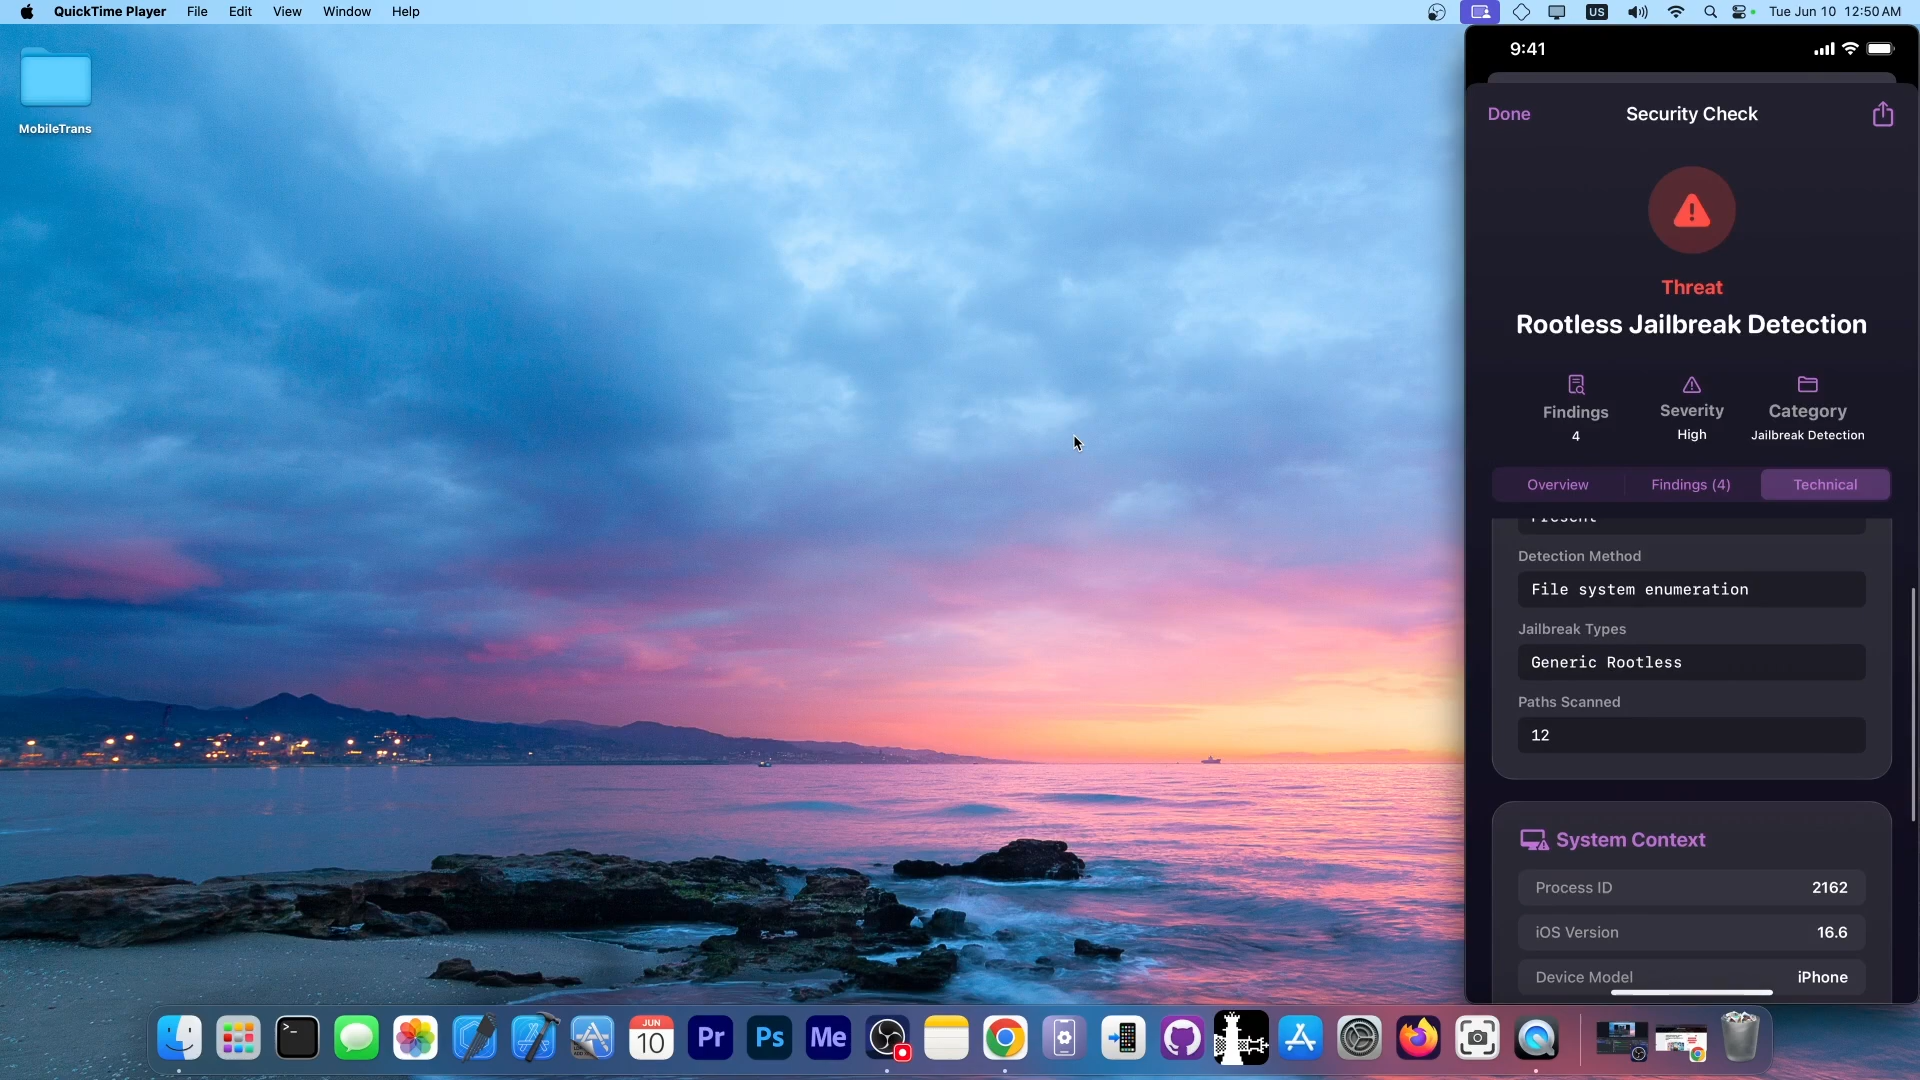 QuickTime Player File Edit View Window Help
US Tue Jun 10 12:50 AM
MobileTrans
9:41
Done Security Check
Threat
Rootless Jailbreak Detection
Findings Severity Category
4 High Jailbreak Detection
Overview Findings (4) Technical
Present
Detection Method
File system enumeration
Jailbreak Types
Generic Rootless
Paths Scanned
12
System Context
Process ID 2162
iOS Version 16.6
Device Model iPhone
>_
JUN
10
Pr
Ps
Me